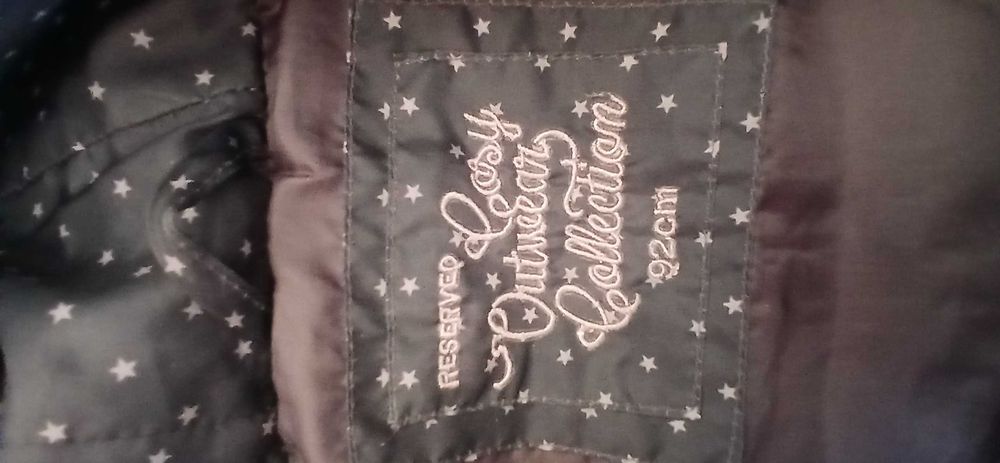 RESERVED
Cosy
Outwear
Collection
92cm